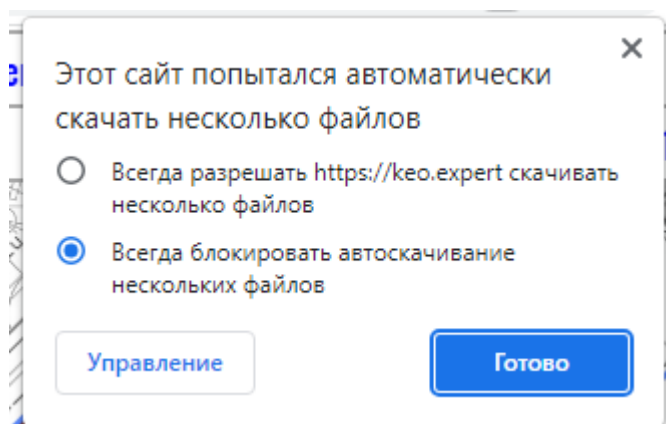 Этот сайт попытался автоматически
скачать несколько файлов
Всегда разрешать https://keo.expert скачивать
несколько файлов
Всегда блокировать автоскачивание
нескольких файлов
Управление
Готово